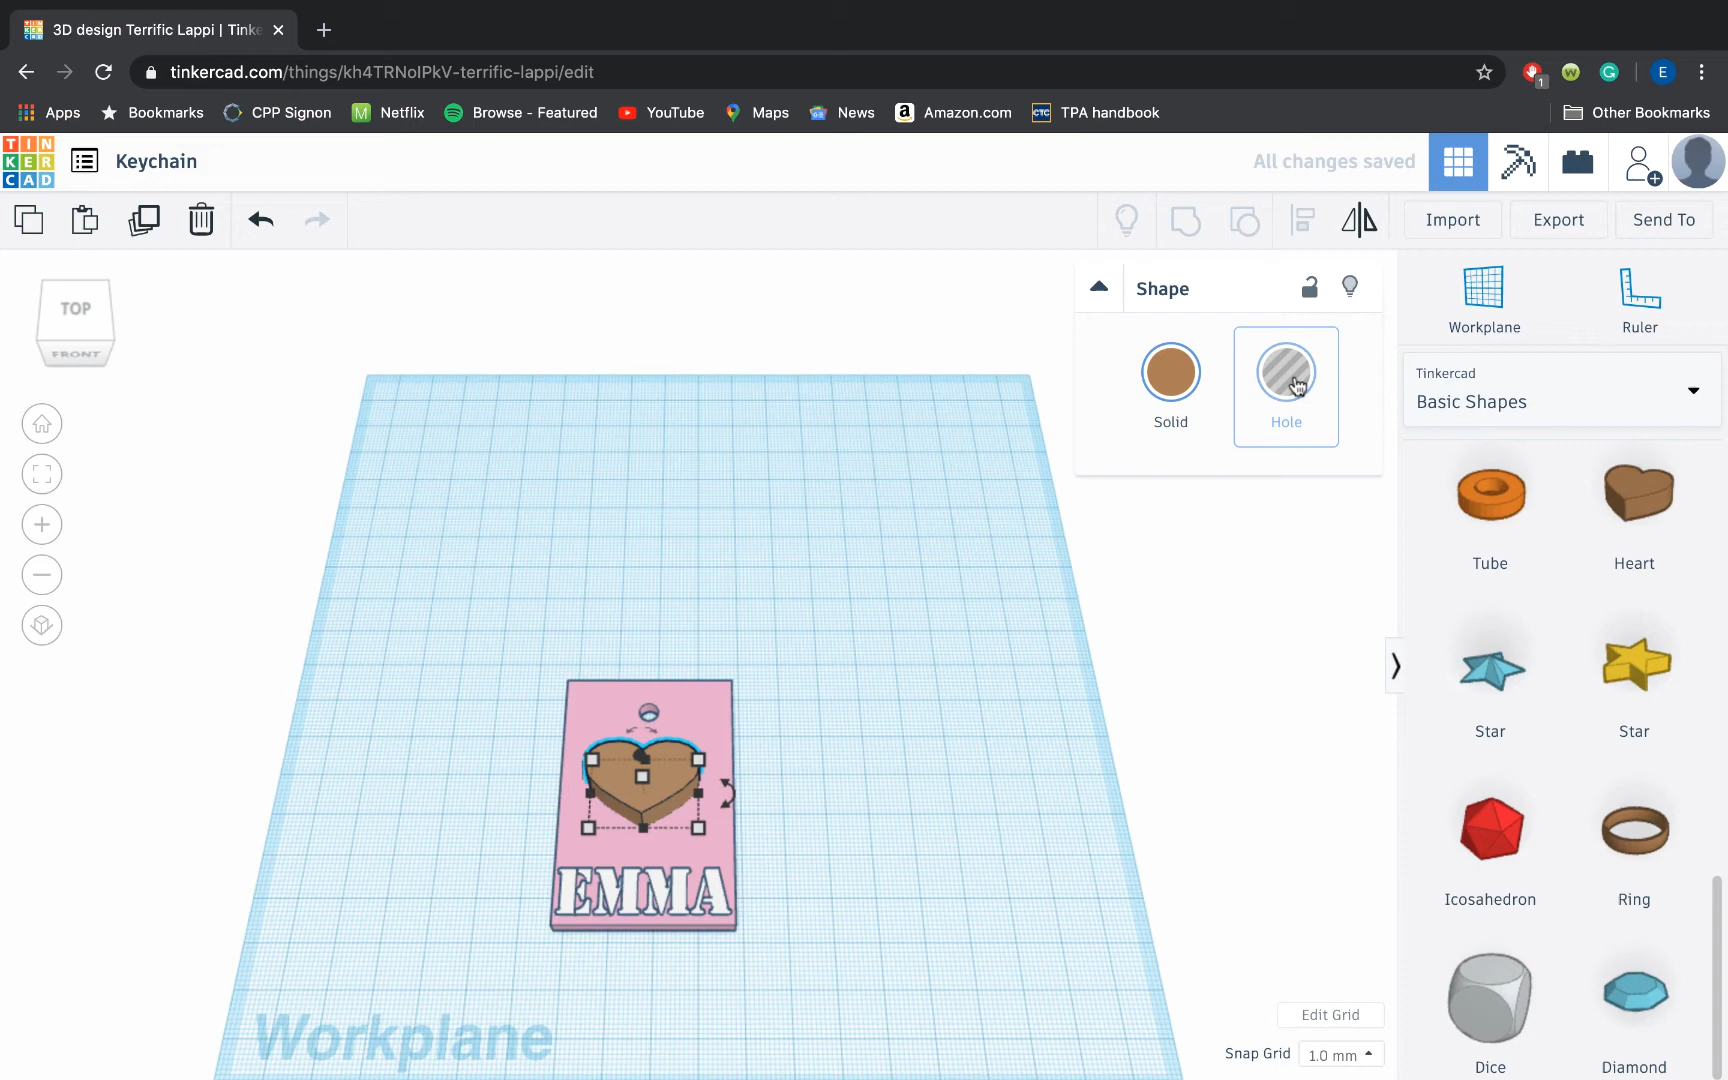 3D design Terrific Lappi | Tinke
tinkercad.com/things/kh4TRNoIPkV-terrific-lappi/edit
1
W
G
E
Apps
Bookmarks
CPP Signon
M
Netflix
Browse - Featured
YouTube
Maps
News
a
Amazon.com
CTC
TPA handbook
Other Bookmarks
TIN
KER
CAD
Keychain
All changes saved
Import
Export
Send To
TOP
FRONT
Shape
Solid
Hole
Workplane
Ruler
Tinkercad
Basic Shapes
Tube
Heart
Star
Star
Icosahedron
Ring
Dice
Diamond
EMMA
Workplane
Edit Grid
Snap Grid
1.0 mm